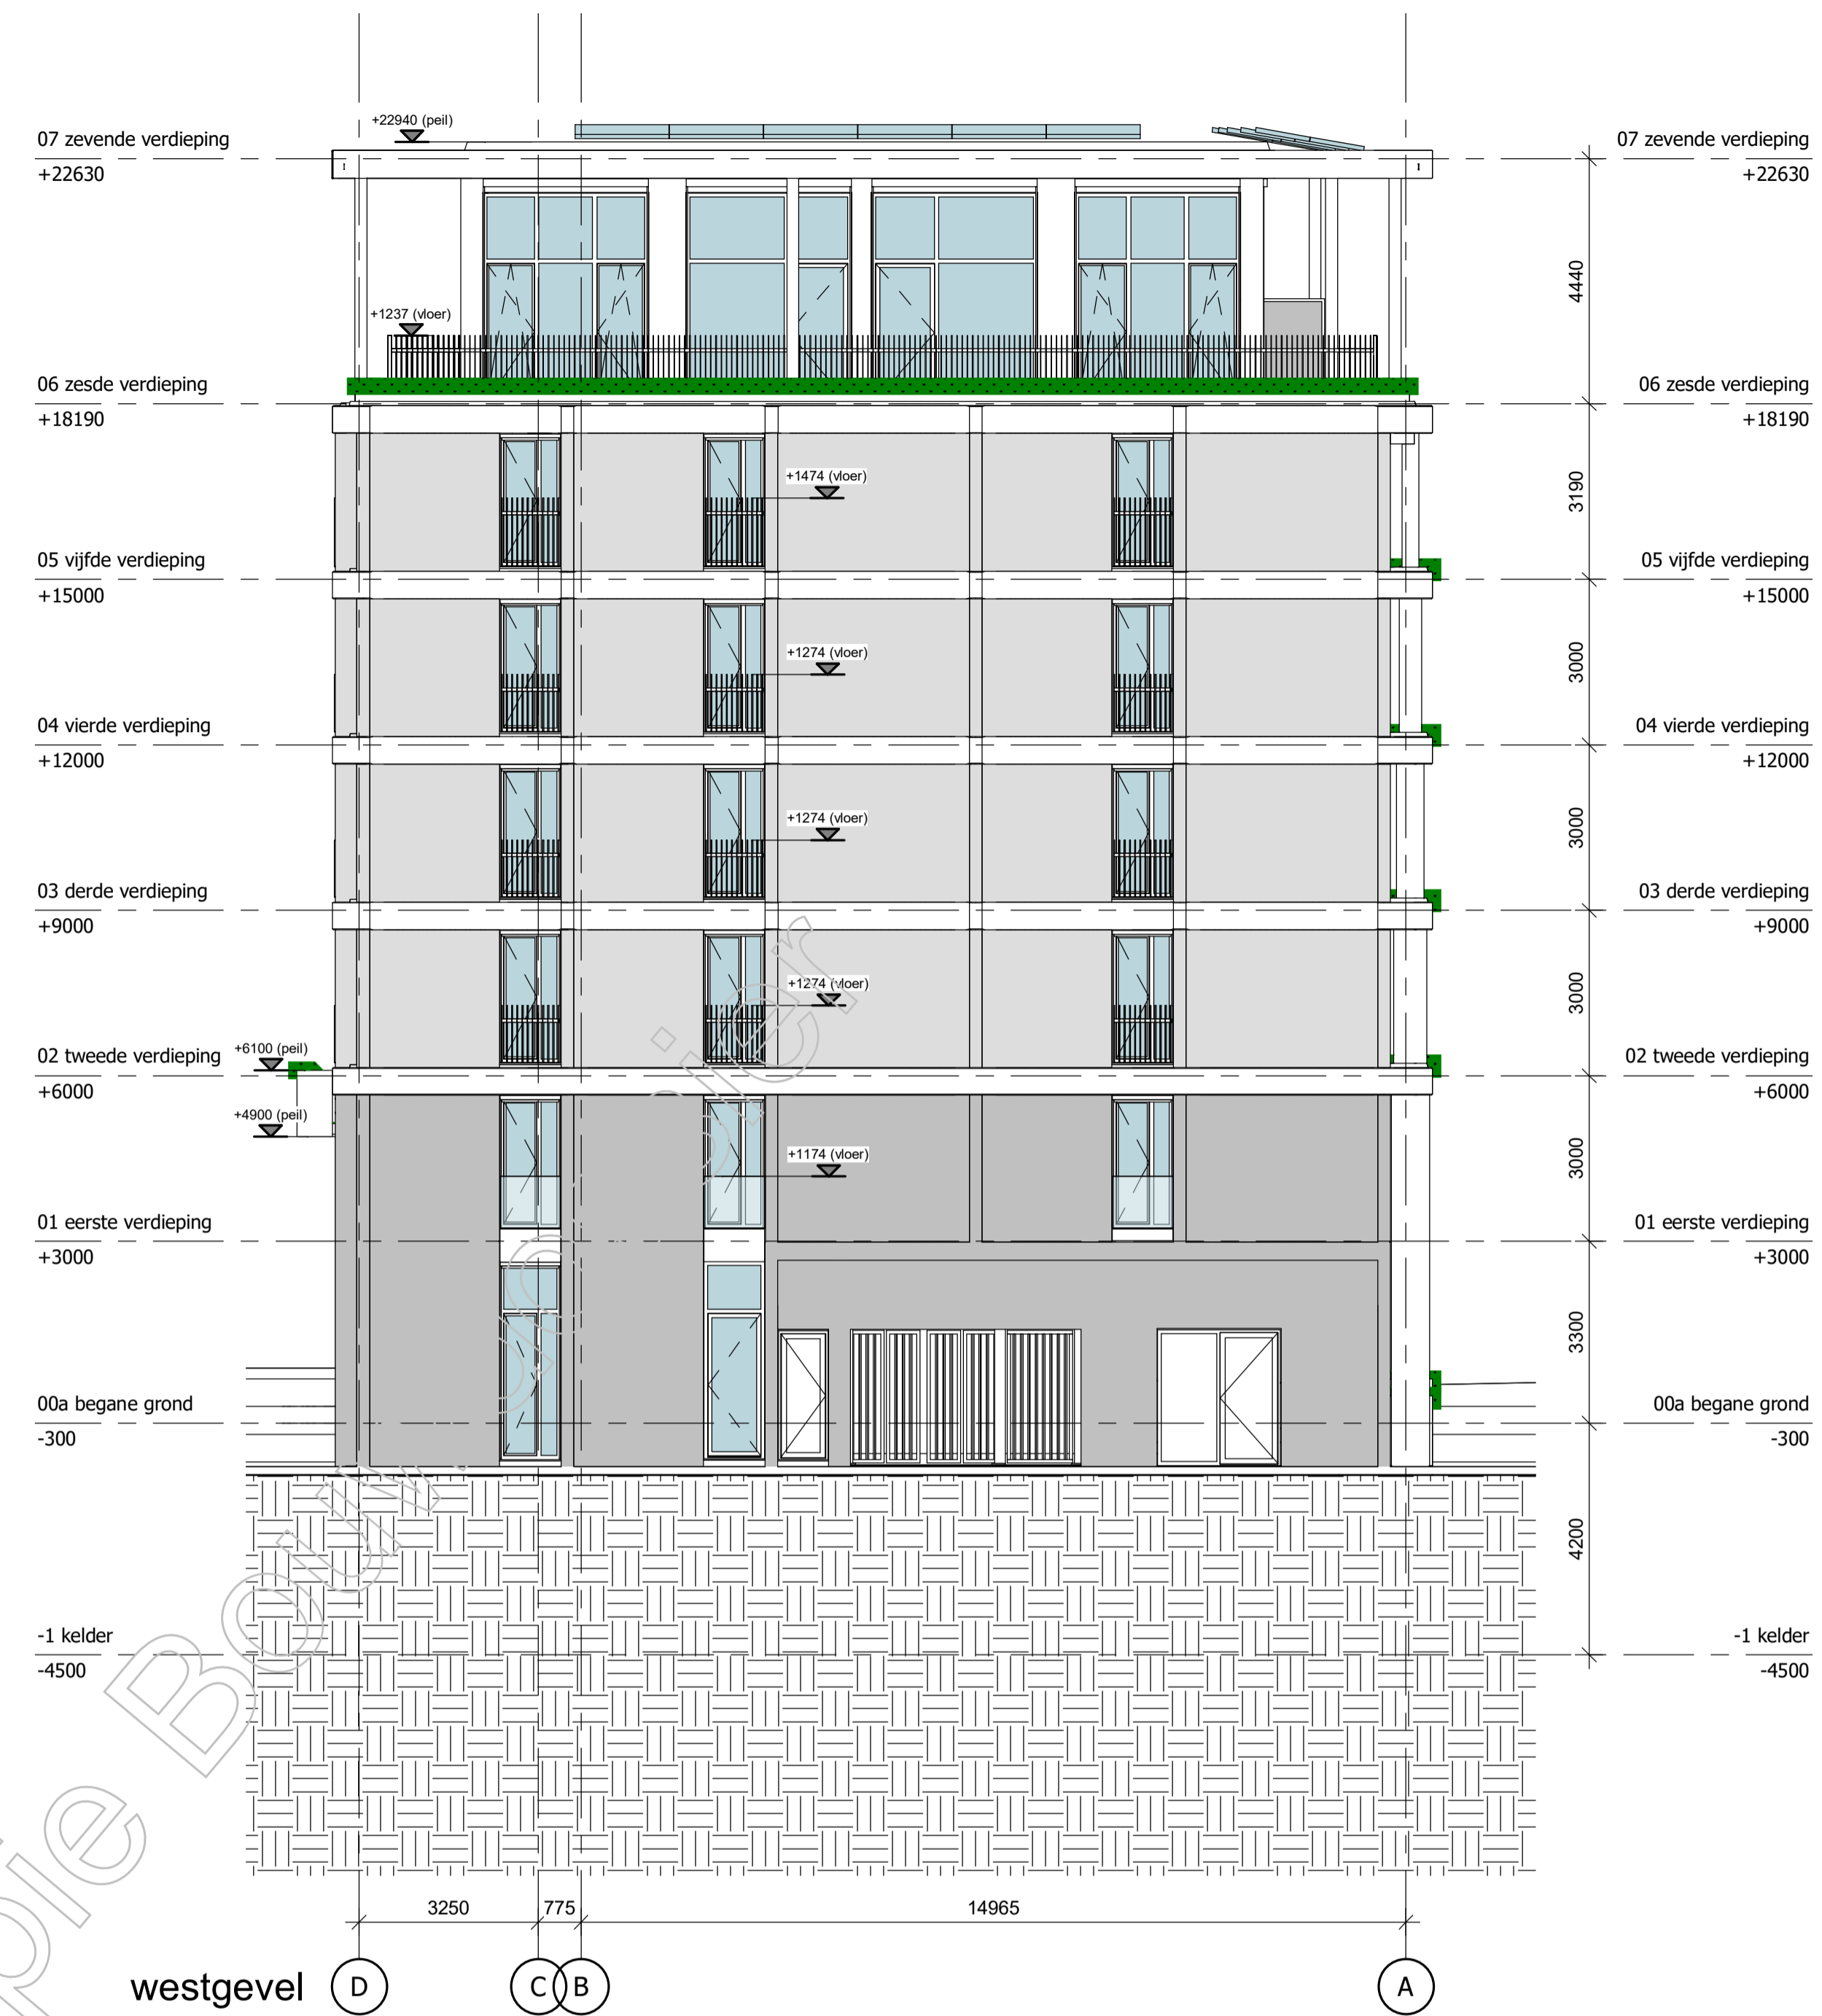 +22940 (peil)
07 zevende verdieping
07 zevende verdieping
+22630
+22630
4440
+1237 (vloer)
06 zesde verdieping
06 zesde verdieping
+18190
+18190
+1474 (vloer)
3190
05 vijfde verdieping
05 vijfde verdieping
+15000
+15000
+1274 (vloer)
3000
04 vierde verdieping
04 vierde verdieping
+12000
+12000
+1274 (vloer)
3000
03 derde verdieping
03 derde verdieping
+9000
+9000
+1274 (vloer)
3000
02 tweede verdieping
+6100 (peil)
02 tweede verdieping
+6000
+6000
+4900 (peil)
+1174 (vloer)
3000
01 eerste verdieping
01 eerste verdieping
+3000
+3000
3300
00a begane grond
00a begane grond
-300
-300
4200
-1 kelder
-1 kelder
-4500
-4500
3250
775
14965
westgevel
D
C
B
A